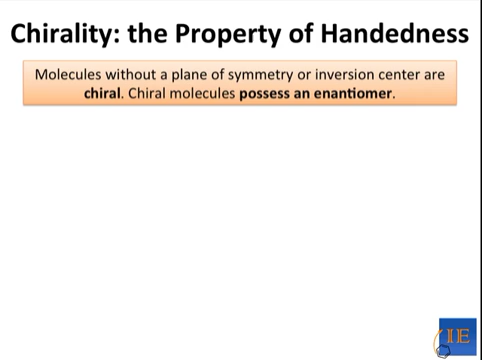 Chirality: the Property of Handedness
Molecules without a plane of symmetry or inversion center are
chiral. Chiral molecules possess an enantiomer.
IE